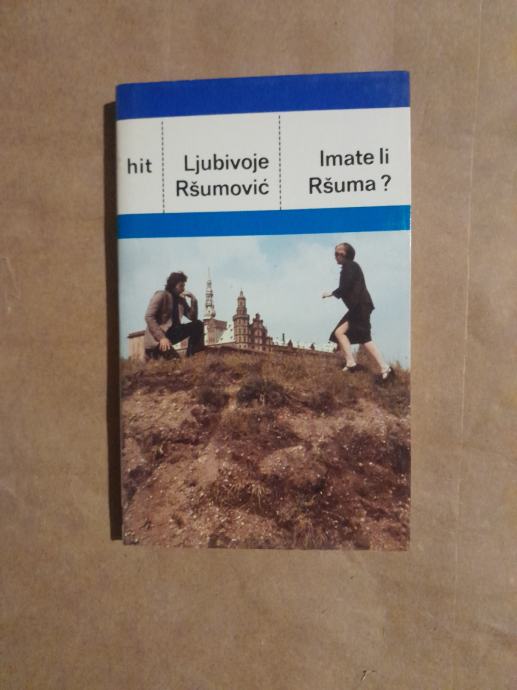 hit
Ljubivoje
Ršumović
Imate li
Ršuma?